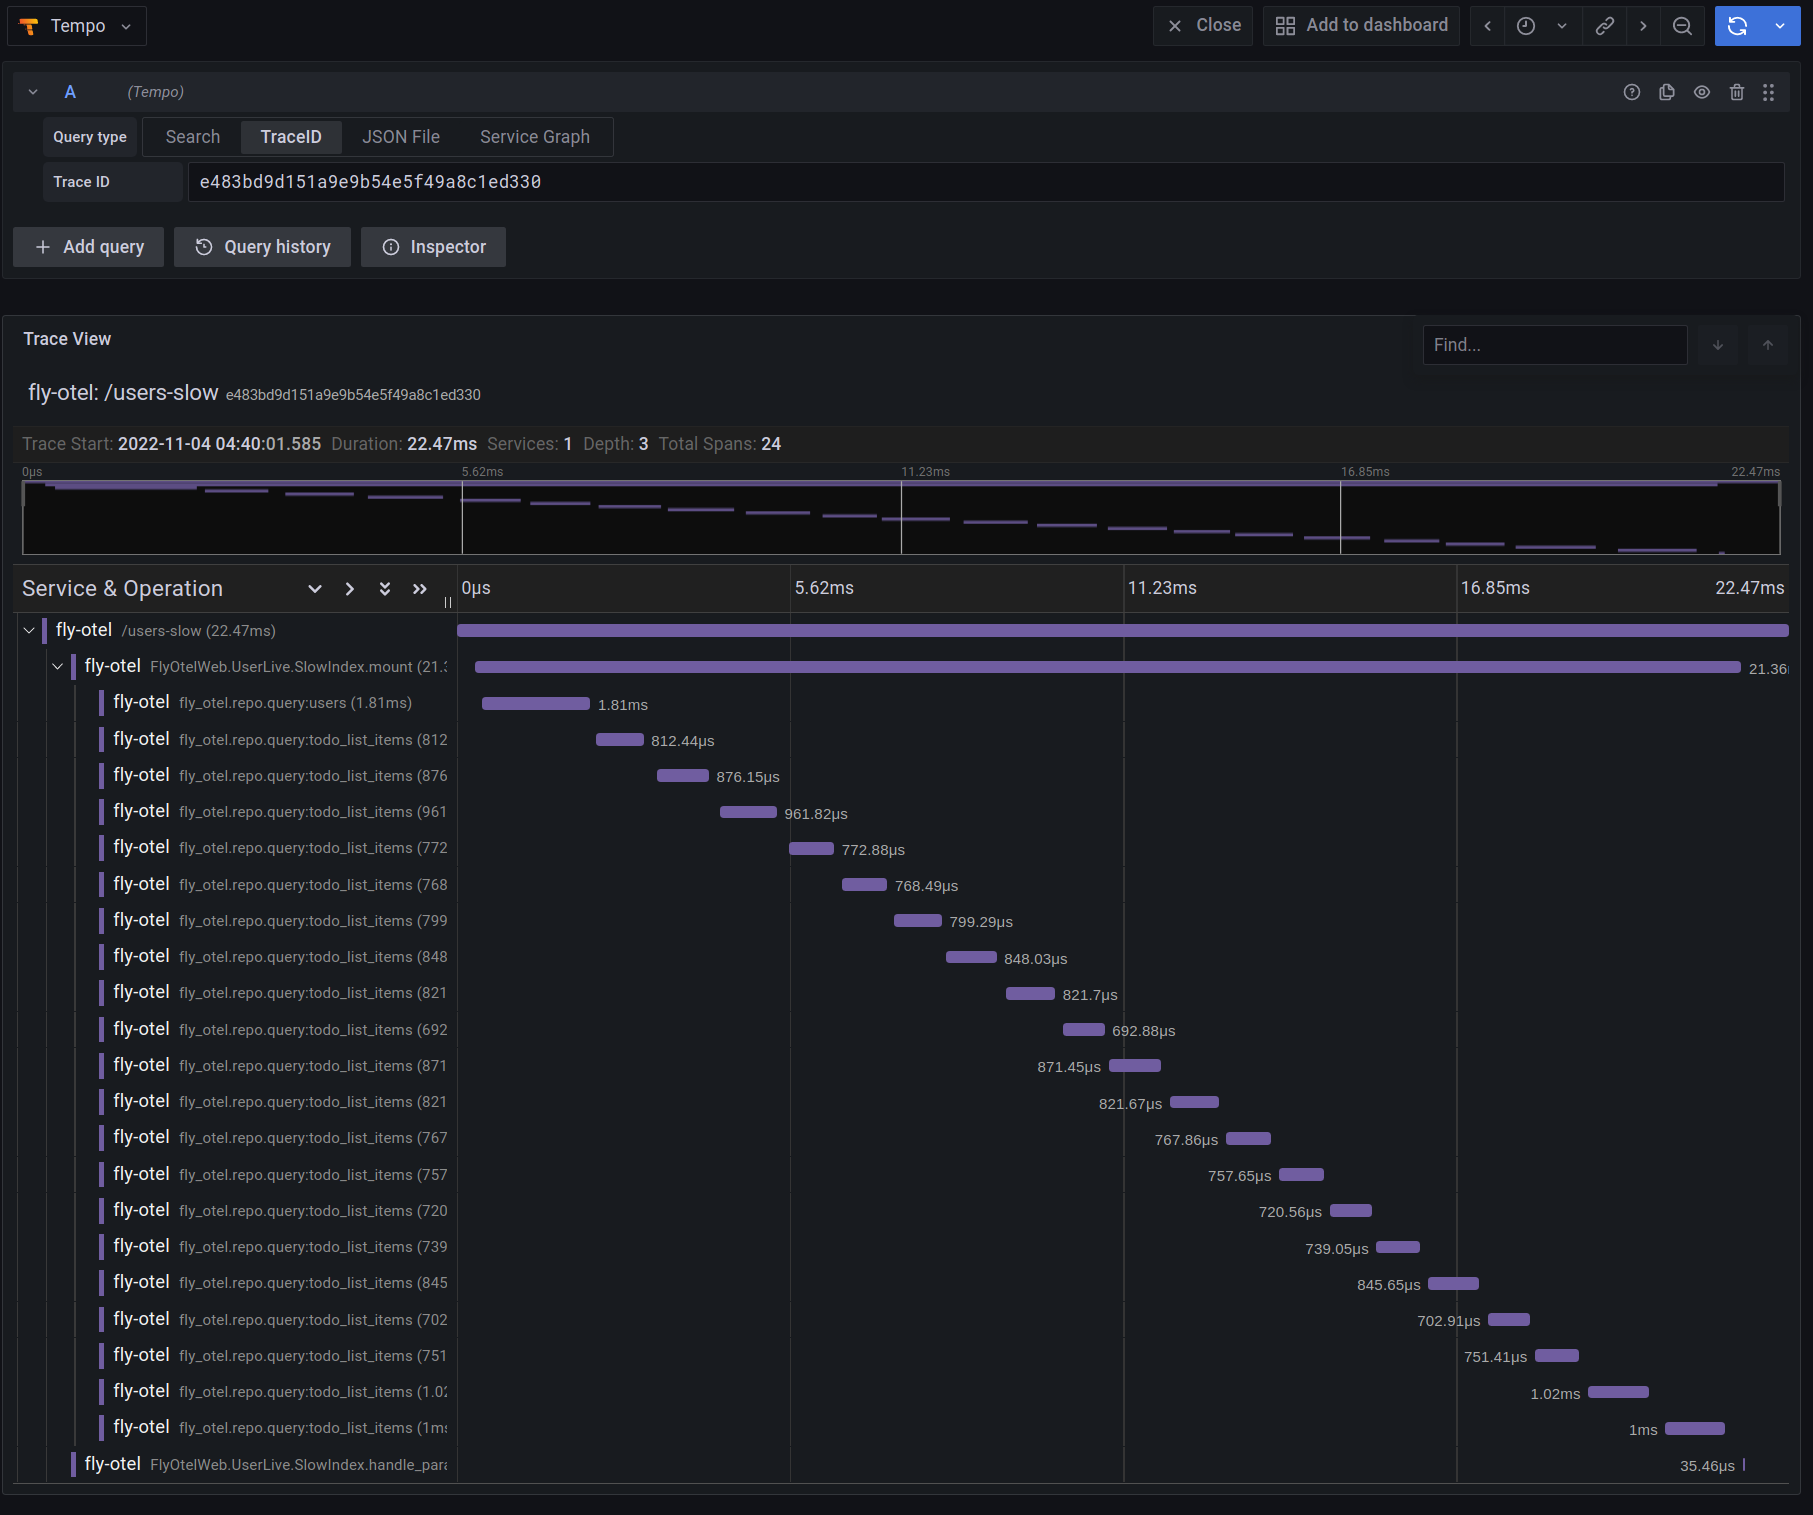 Tempo
Close
Add to dashboard
A (Tempo)
Query type Search TraceID JSON File Service Graph
Trace ID e483bd9d151a9e9b54e5f49a8c1ed330
Add query Query history Inspector
Trace View
Find...
fly-otel: /users-slow e483bd9d151a9e9b54e5f49a8c1ed330
Trace Start: 2022-11-04 04:40:01.585 Duration: 22.47ms Services: 1 Depth: 3 Total Spans: 24
0μs 5.62ms 11.23ms 16.85ms 22.47ms
Service & Operation 0μs 5.62ms 11.23ms 16.85ms 22.47ms
fly-otel /users-slow (22.47ms)
fly-otel FlyOtelWeb.UserLive.SlowIndex.mount (21.3 21.36
fly-otel fly_otel.repo.query:users (1.81ms) 1.81ms
fly-otel fly_otel.repo.query:todo_list_items (812 812.44μs
fly-otel fly_otel.repo.query:todo_list_items (876 876.15μs
fly-otel fly_otel.repo.query:todo_list_items (961 961.82μs
fly-otel fly_otel.repo.query:todo_list_items (772 772.88μs
fly-otel fly_otel.repo.query:todo_list_items (768 768.49μs
fly-otel fly_otel.repo.query:todo_list_items (799 799.29μs
fly-otel fly_otel.repo.query:todo_list_items (848 848.03μs
fly-otel fly_otel.repo.query:todo_list_items (821 821.7μs
fly-otel fly_otel.repo.query:todo_list_items (692 692.88μs
fly-otel fly_otel.repo.query:todo_list_items (871 871.45μs
fly-otel fly_otel.repo.query:todo_list_items (821 821.67μs
fly-otel fly_otel.repo.query:todo_list_items (767 767.86μs
fly-otel fly_otel.repo.query:todo_list_items (757 757.65μs
fly-otel fly_otel.repo.query:todo_list_items (720 720.56μs
fly-otel fly_otel.repo.query:todo_list_items (739 739.05μs
fly-otel fly_otel.repo.query:todo_list_items (845 845.65μs
fly-otel fly_otel.repo.query:todo_list_items (702 702.91μs
fly-otel fly_otel.repo.query:todo_list_items (751 751.41μs
fly-otel fly_otel.repo.query:todo_list_items (1.02 1.02ms
fly-otel fly_otel.repo.query:todo_list_items (1ms 1ms
fly-otel FlyOtelWeb.UserLive.SlowIndex.handle_para 35.46μs